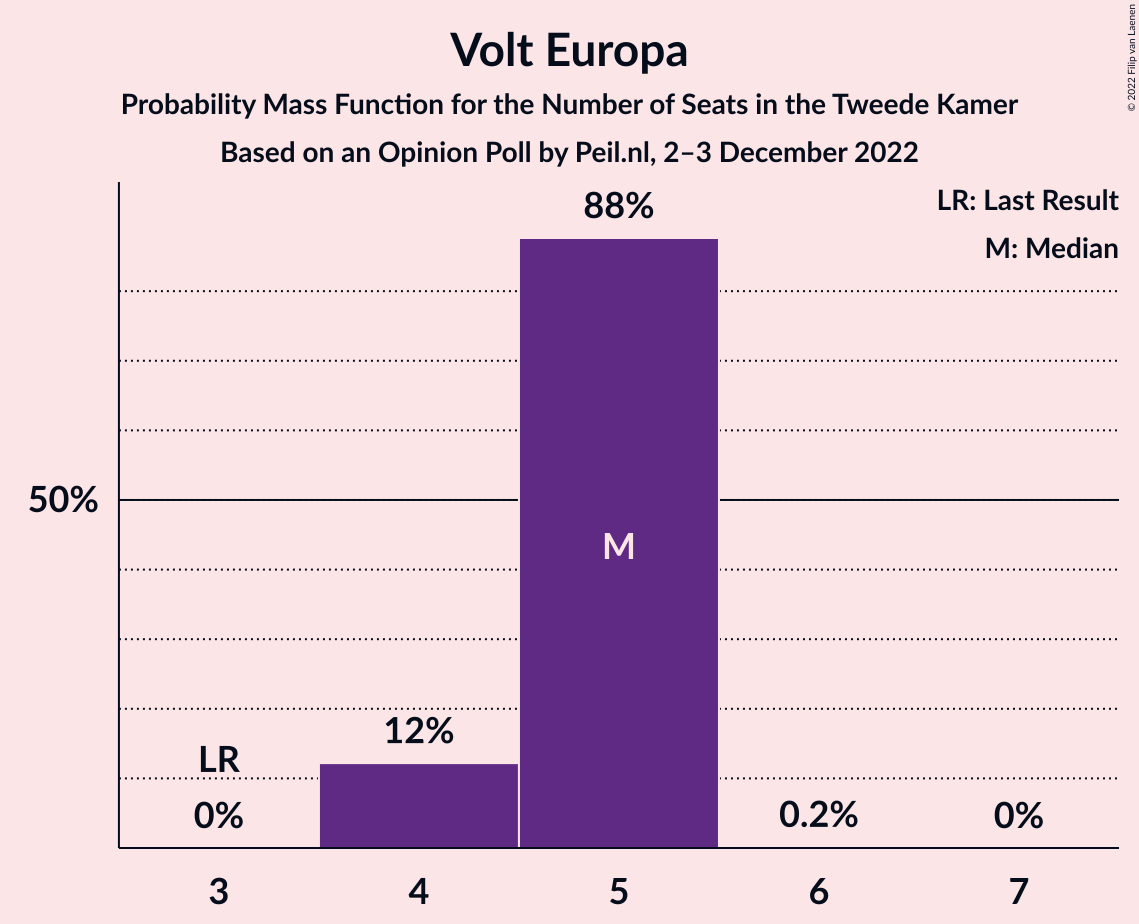 Volt Europa
Probability Mass Function for the Number of Seats in the Tweede Kamer
Based on an Opinion Poll by Peil.nl, 2–3 December 2022
© 2022 Filip van Laenen
LR: Last Result
M: Median
88%
50%
M
12%
LR
0%
0.2%
0%
3 4 5 6 7